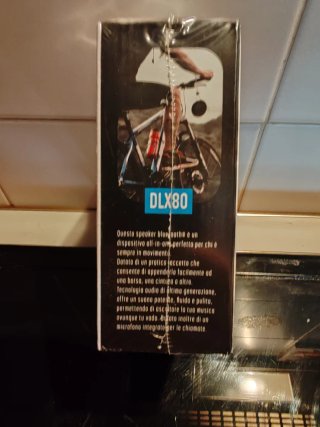 DLX80
Questo speaker bluetooth® è un
dispositivo all-in-one perfetto per chi è
sempre in movimento.
Dotato di un pratico laccetto che
consente di appenderlo facilmente ad
una borsa, una cintura o altro.
Tecnologia audio di ultima generazione,
offre un suono potente, fluido e pulito,
permettendo di ascoltare la tua musica
ovunque tu vada. Dotato inoltre di un
microfono integrato per le chiamate.